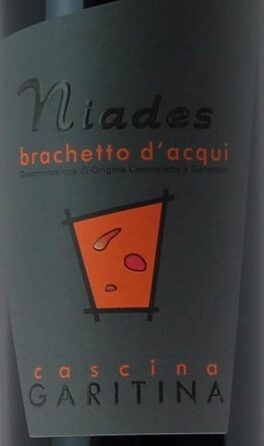 Niades
brachetto d'acqui
Denominazione di Origine Controllata e Garantita
cascina
GARITINA